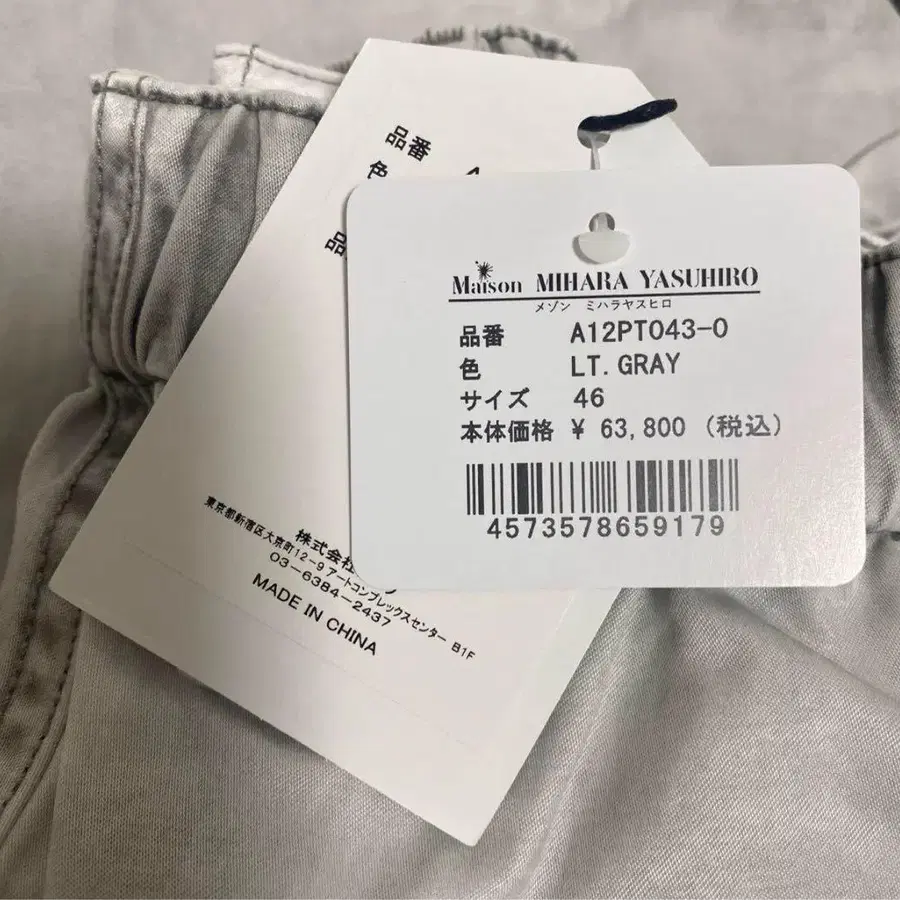 Maison MIHARA YASUHIRO
メゾン ミハラヤスヒロ
品番 A12PT043-0
色 LT. GRAY
サイズ 46
本体価格 ¥ 63,800 (税込)
4573578659179
品番
色
品
株式会社
東京都新宿区大京町12-9アートコンプレックスセンター B1F
03-6384-2437
MADE IN CHINA